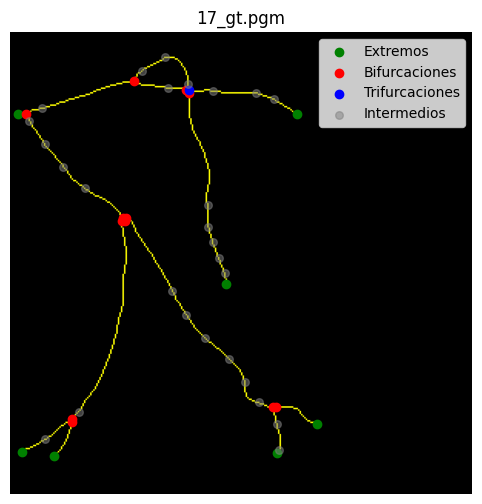 17_gt.pgm
Extremos
Bifurcaciones
Trifurcaciones
Intermedios